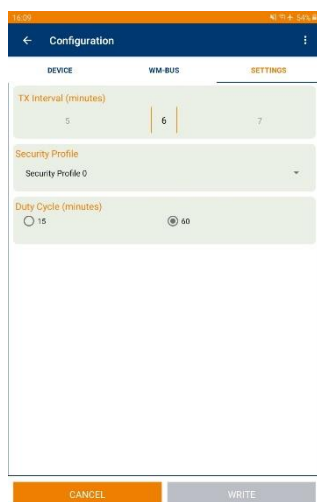 16:09
54%
Configuration
DEVICE WM-BUS SETTINGS
TX Interval (minutes)
5 6 7
Security Profile
Security Profile 0
Duty Cycle (minutes)
15 60
CANCEL WRITE